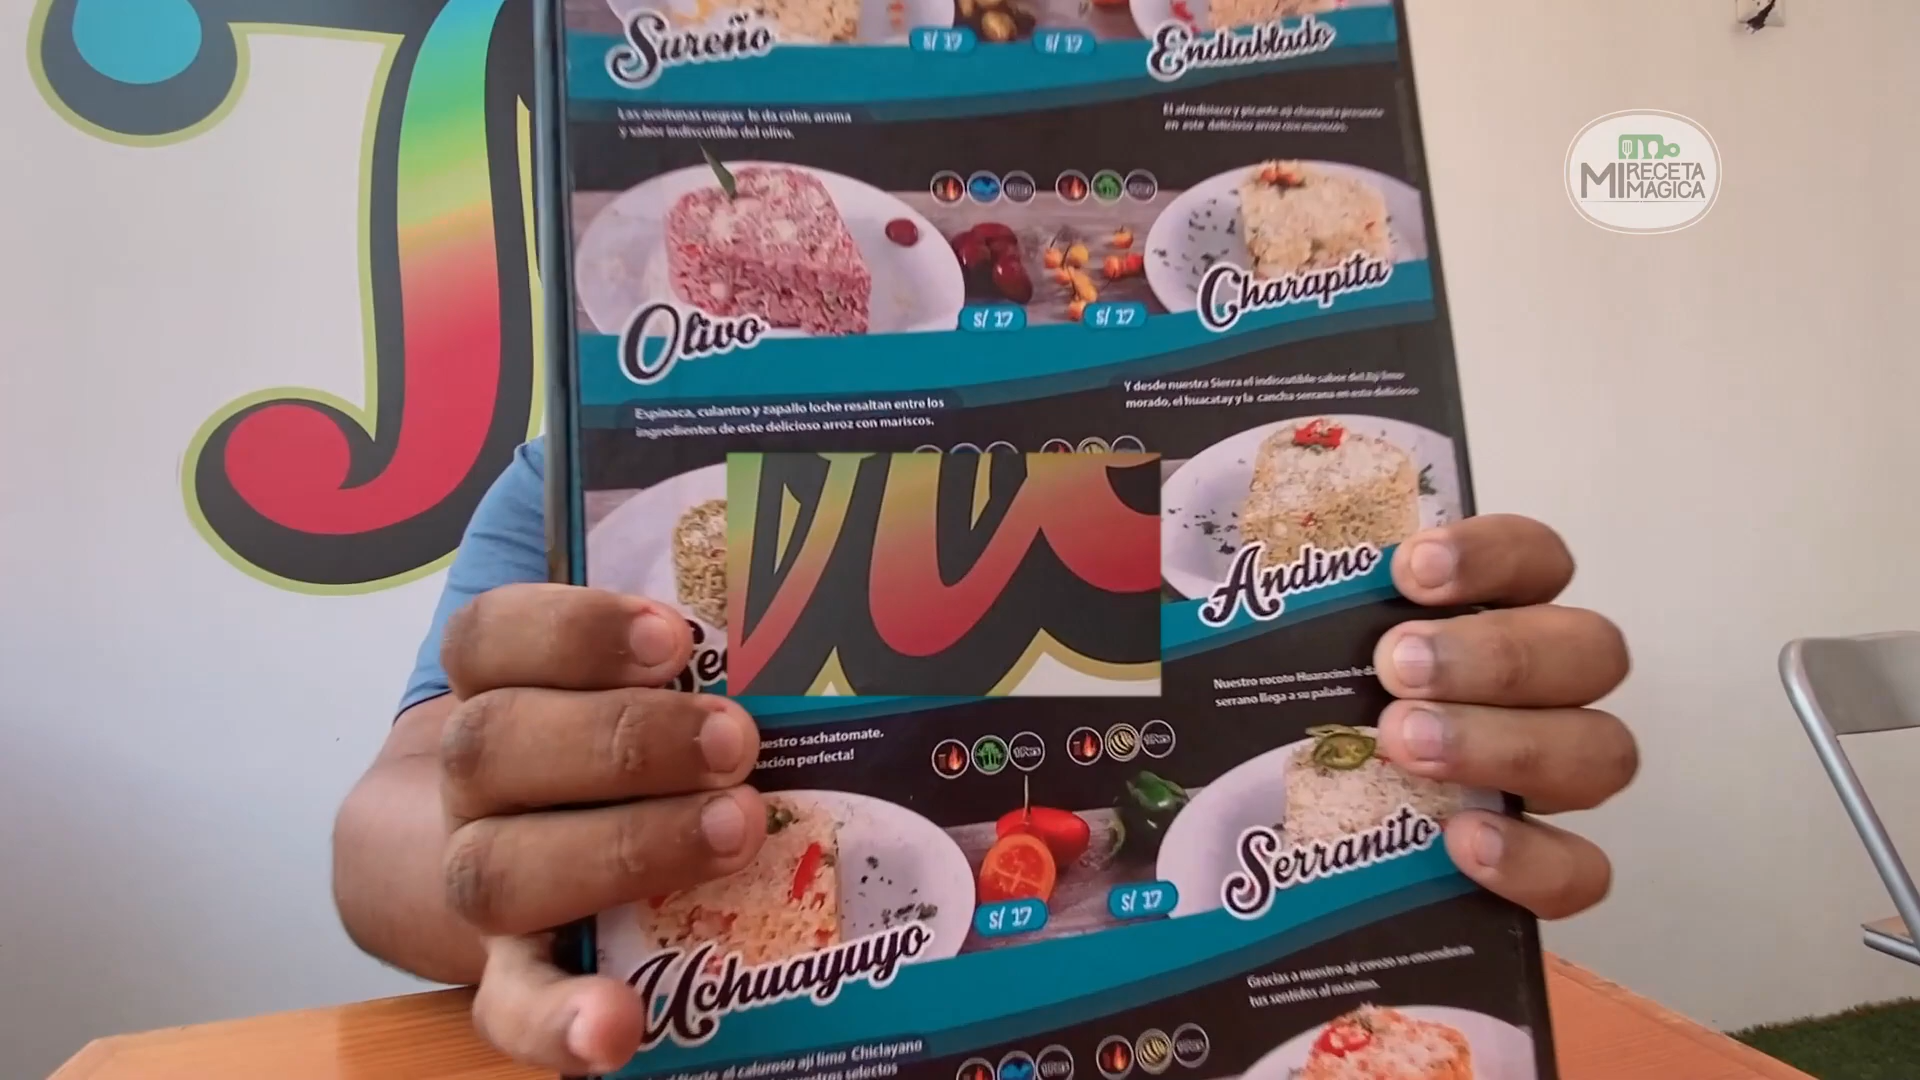 Sureño
S/ 17
S/ 17
Endiablado
Las aceitunas negras le da color, aroma
y sabor indiscutible del olivo.
El afrodisiaco y picante ají charapita presente
en este delicioso arroz con mariscos.
MI RECETA
MÁGICA
Olivo
S/ 17
S/ 17
Charapita
Espinaca, culantro y zapallo loche resaltan entre los
ingredientes de este delicioso arroz con mariscos.
Y desde nuestra Sierra el indiscutible sabor del Ají limo
morado, el huacatay y la cancha serrana en este delicioso
Andino
Nuestro rocoto Huaracino le da
serrano llega a su paladar.
sachatomate.
perfecta!
1 Pers
1 Pers
Uchuayuyo
S/ 17
S/ 17
Serranito
Gracias a nuestro ají cerezo se encenderán
tus sentidos al máximo.
el caluroso ají limo Chiclayano
nuestros selectos